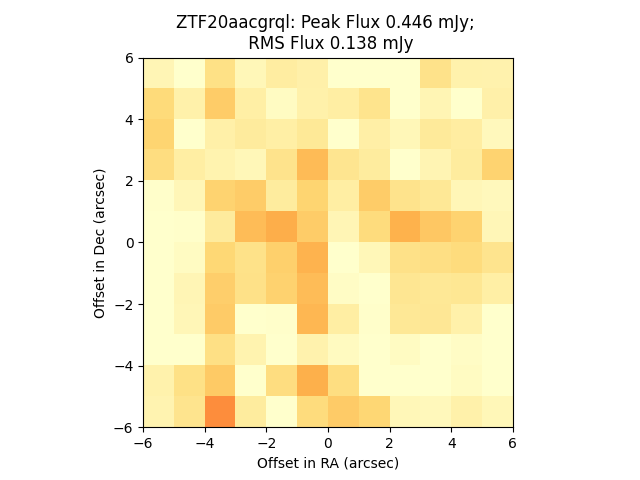 ZTF20aacgrql: Peak Flux 0.446 mJy;
RMS Flux 0.138 mJy
6
4
2
0
−2
−4
−6
Offset in Dec (arcsec)
−6 −4 −2 0 2 4 6
Offset in RA (arcsec)